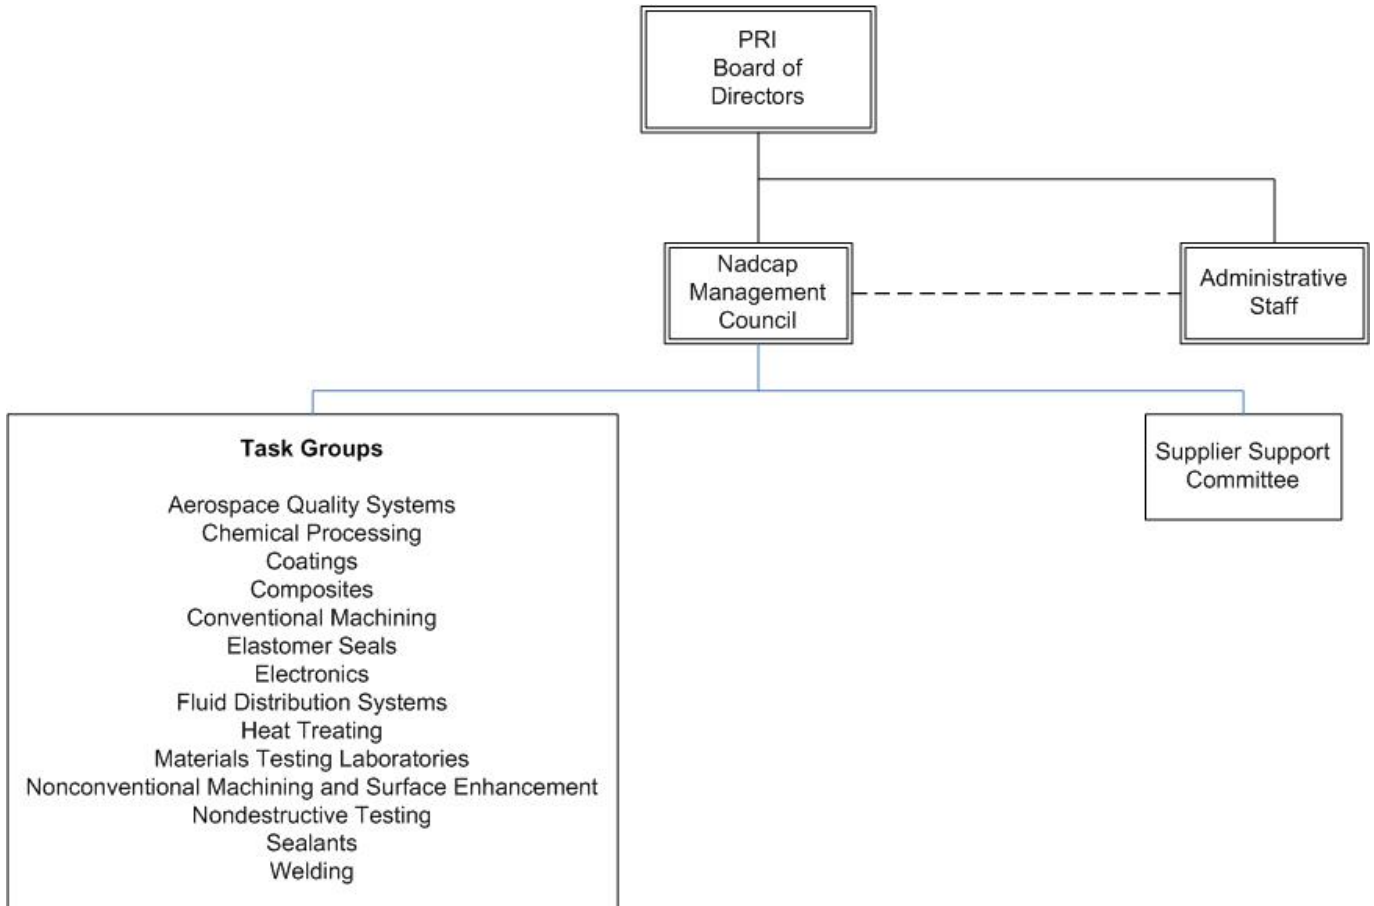 PRI
Board of
Directors
Nadcap
Management
Council
Administrative
Staff
Task Groups
Aerospace Quality Systems
Chemical Processing
Coatings
Composites
Conventional Machining
Elastomer Seals
Electronics
Fluid Distribution Systems
Heat Treating
Materials Testing Laboratories
Nonconventional Machining and Surface Enhancement
Nondestructive Testing
Sealants
Welding
Supplier Support
Committee